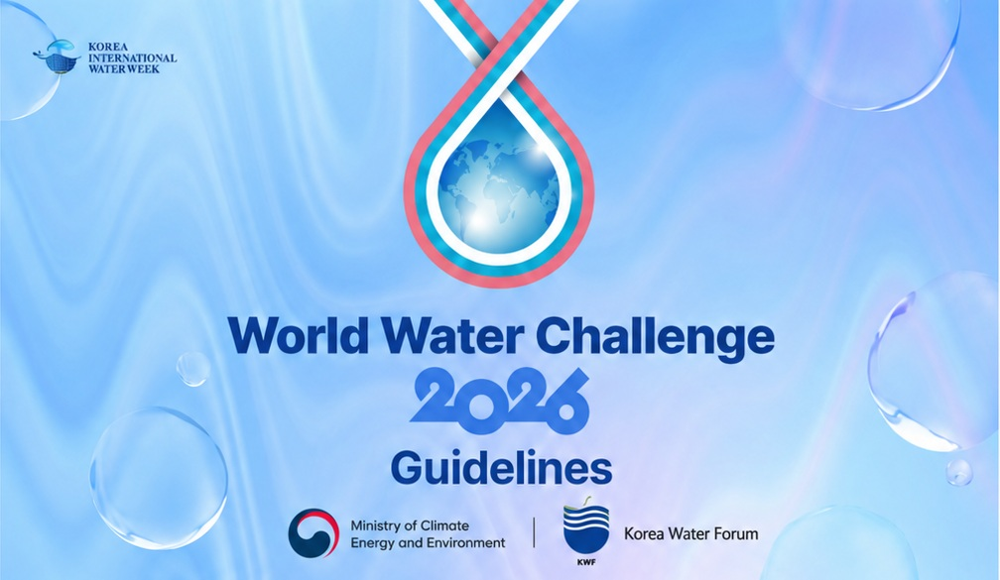 KOREA
INTERNATIONAL
WATER WEEK
World Water Challenge
2026
Guidelines
Ministry of Climate
Energy and Environment
KWF
Korea Water Forum